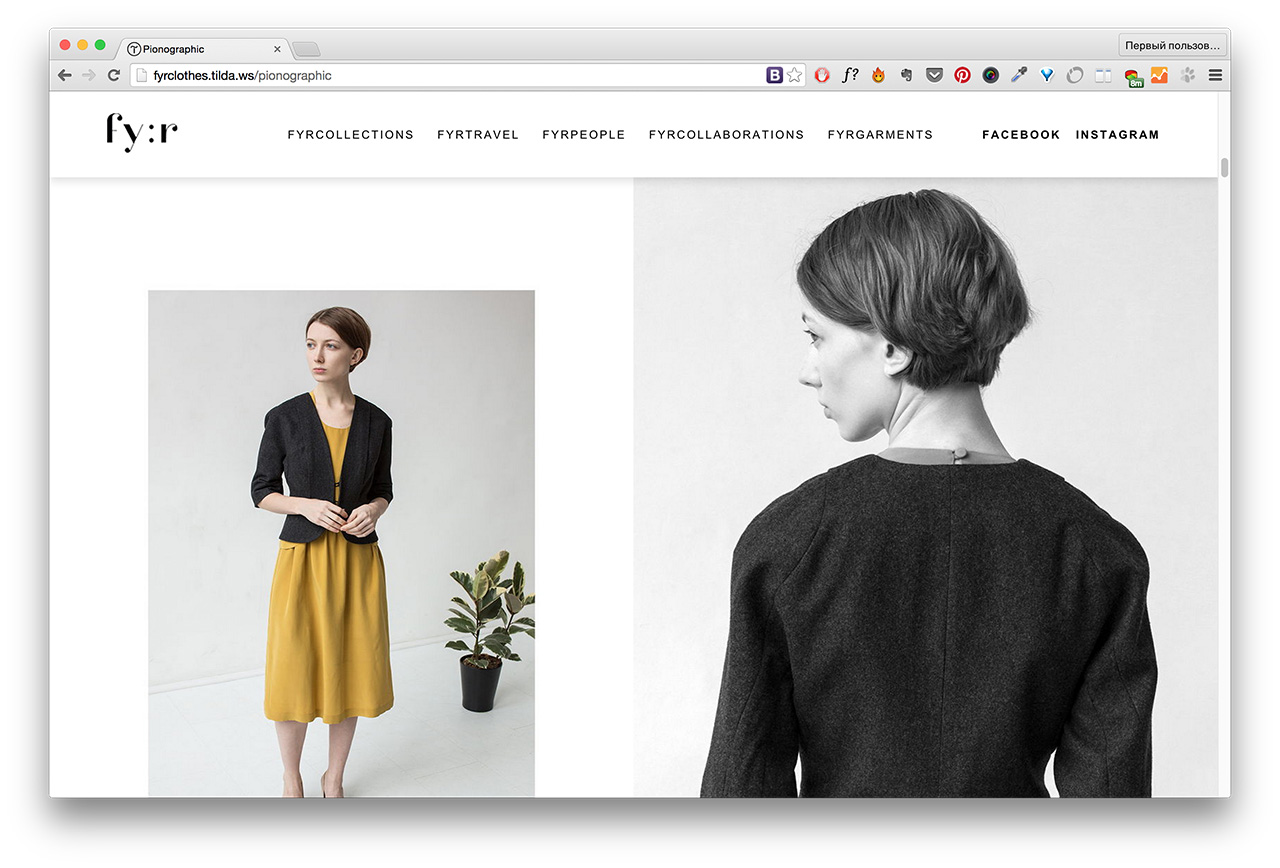 Pionographic
Первый пользов...
fyrclothes.tilda.ws/pionographic
B
f?
8m
fy:r
FYRCOLLECTIONS FYRTRAVEL FYRPEOPLE FYRCOLLABORATIONS FYRGARMENTS FACEBOOK INSTAGRAM